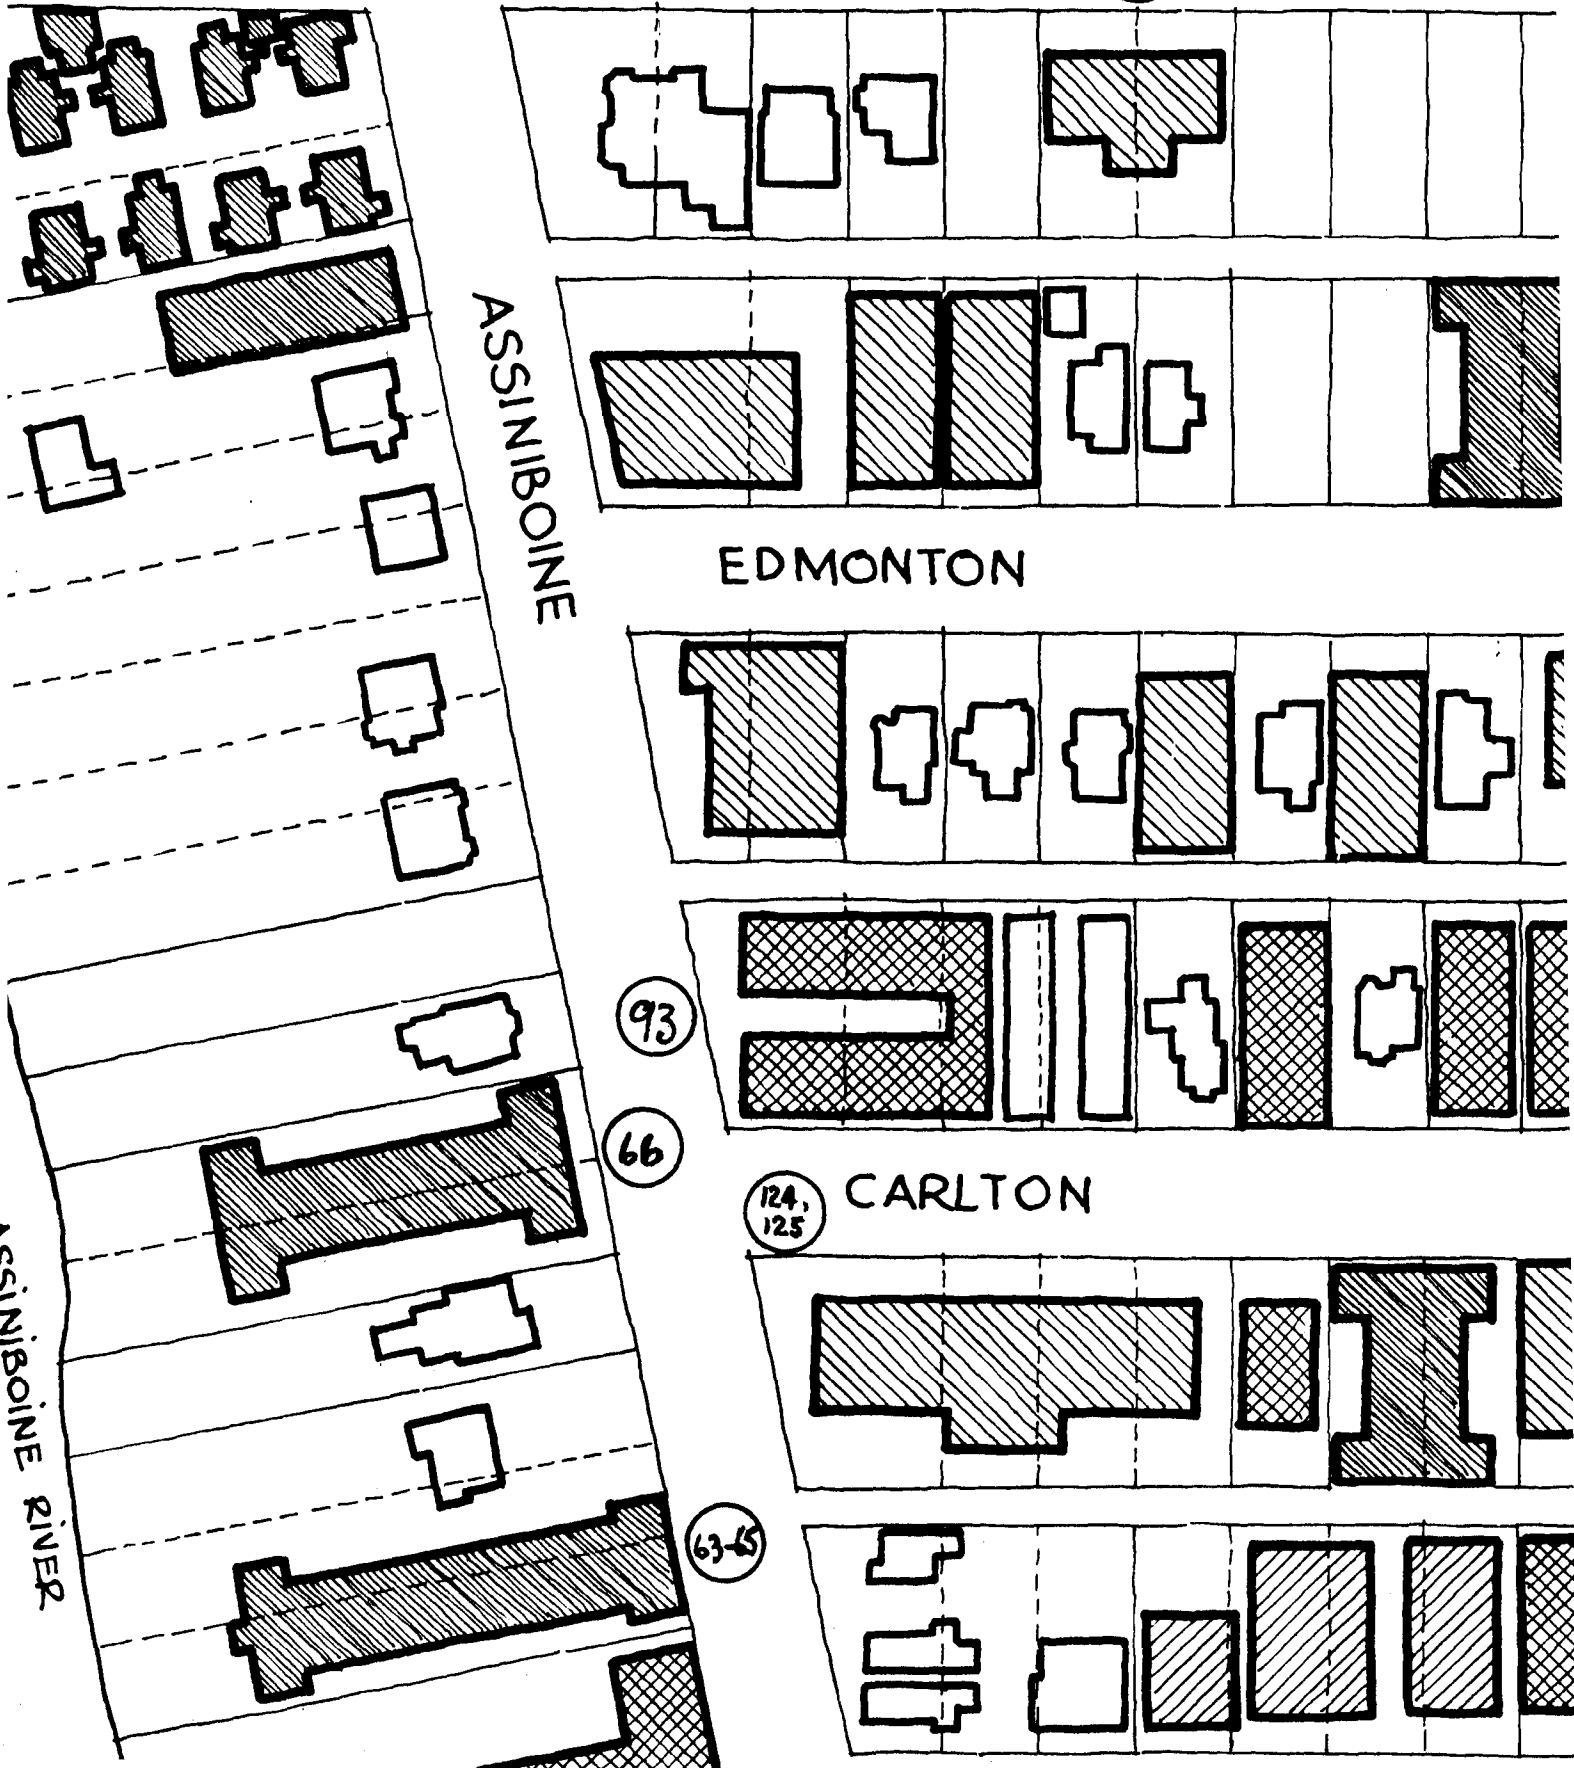 ASSINIBOINE
EDMONTON
93
66
124,
125
CARLTON
ASSINIBOINE RIVER
63-65